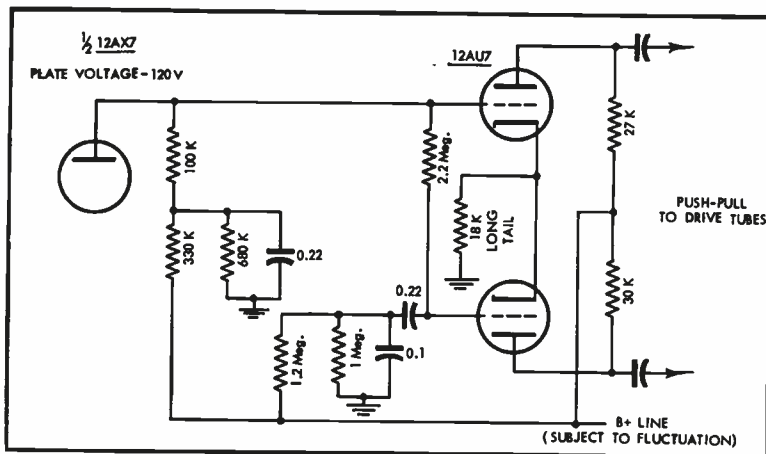 ½ 12AX7
PLATE VOLTAGE - 120 V
12AU7
100 K
2.2 Meg.
27 K
PUSH-PULL
TO DRIVE TUBES
18 K
LONG
TAIL
330 K
680 K
0.22
0.22
30 K
1.2 Meg.
1 Meg.
0.1
B+ LINE
(SUBJECT TO FLUCTUATION)